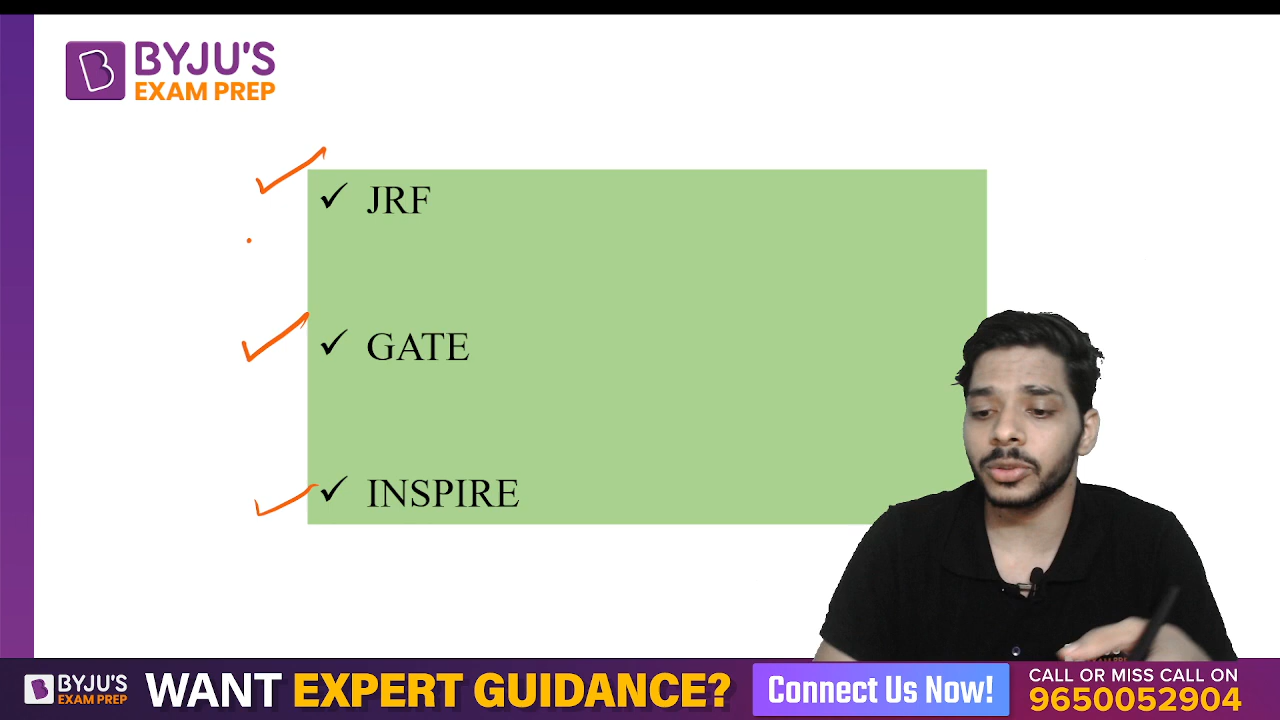 BYJU'S
EXAM PREP
✓ JRF
✓ GATE
✓ INSPIRE
BYJU'S
EXAM PREP
WANT EXPERT GUIDANCE?
Connect Us Now!
CALL OR MISS CALL ON
9650052904